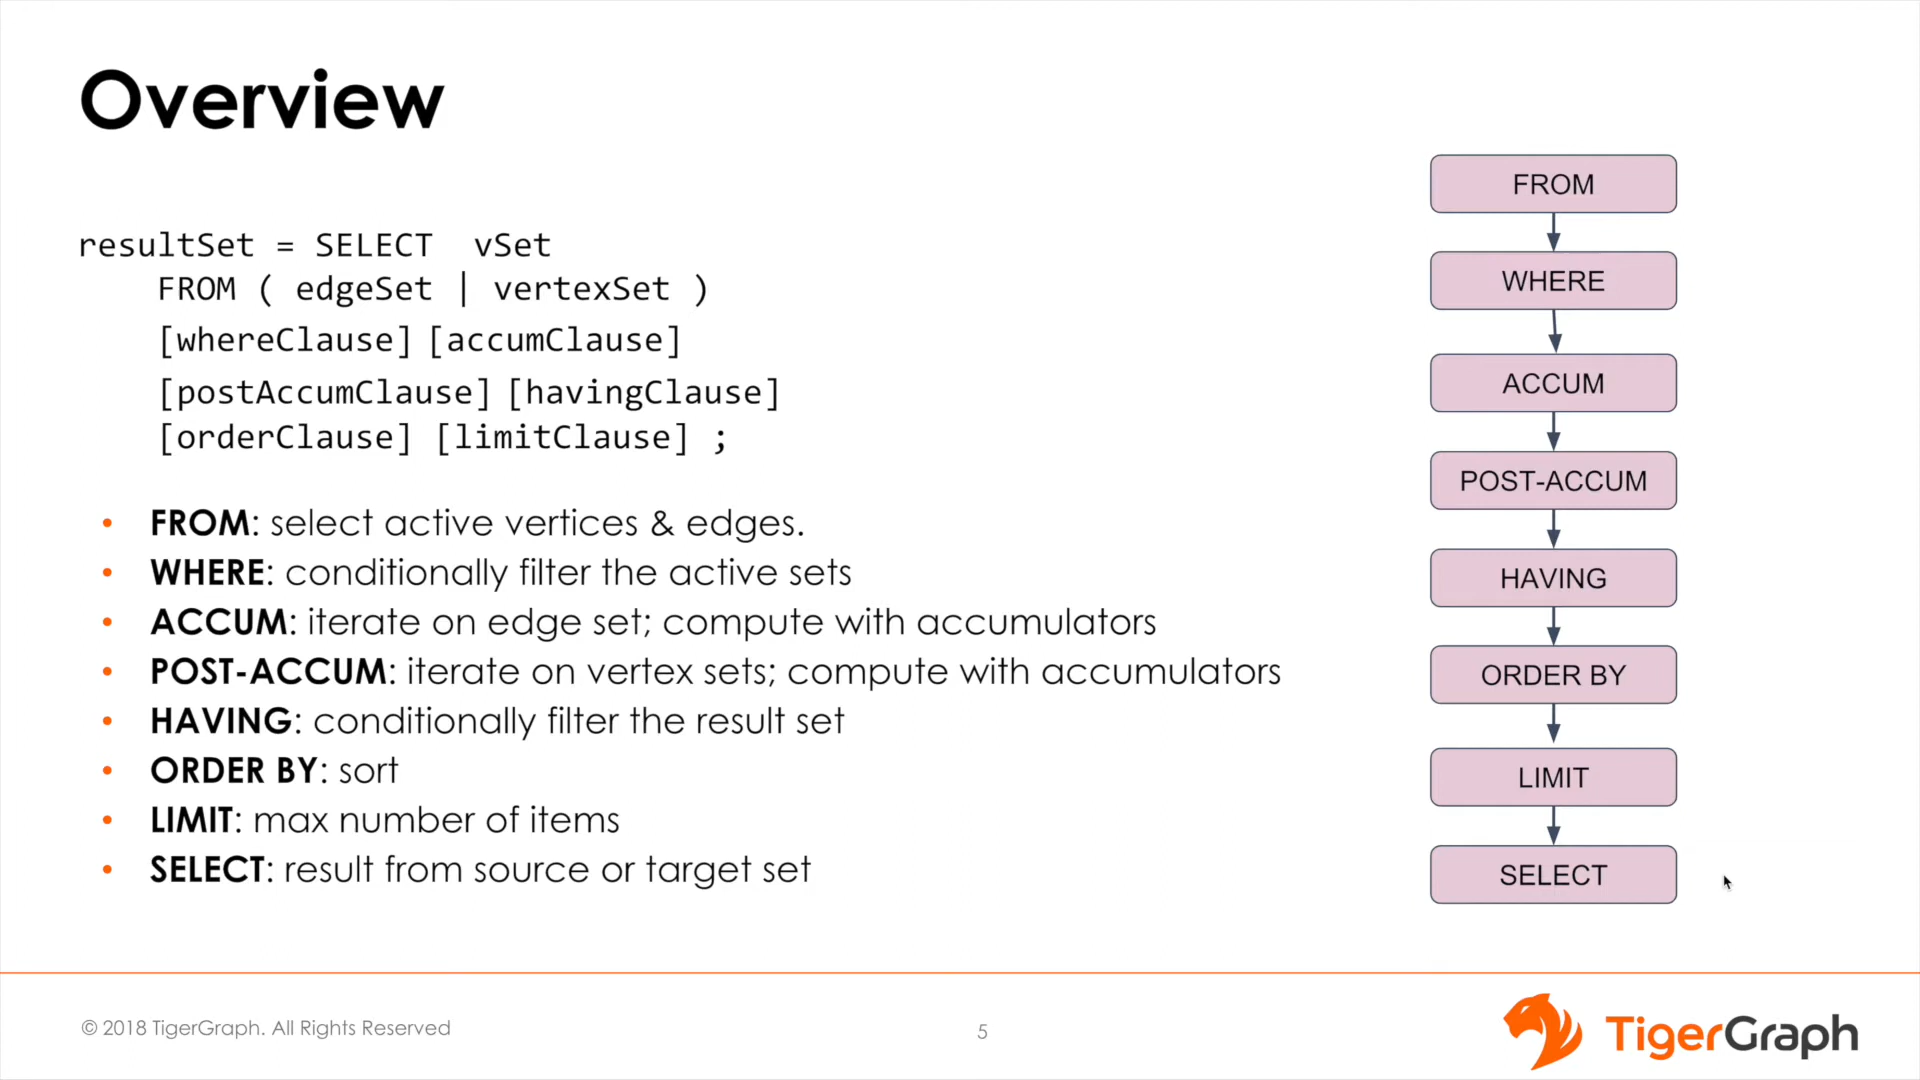 Overview
resultSet = SELECT vSet
FROM ( edgeSet | vertexSet )
[whereClause] [accumClause]
[postAccumClause] [havingClause]
[orderClause] [limitClause] ;
• FROM: select active vertices & edges.
• WHERE: conditionally filter the active sets
• ACCUM: iterate on edge set; compute with accumulators
• POST-ACCUM: iterate on vertex sets; compute with accumulators
• HAVING: conditionally filter the result set
• ORDER BY: sort
• LIMIT: max number of items
• SELECT: result from source or target set
FROM
WHERE
ACCUM
POST-ACCUM
HAVING
ORDER BY
LIMIT
SELECT
© 2018 TigerGraph. All Rights Reserved
5
TigerGraph